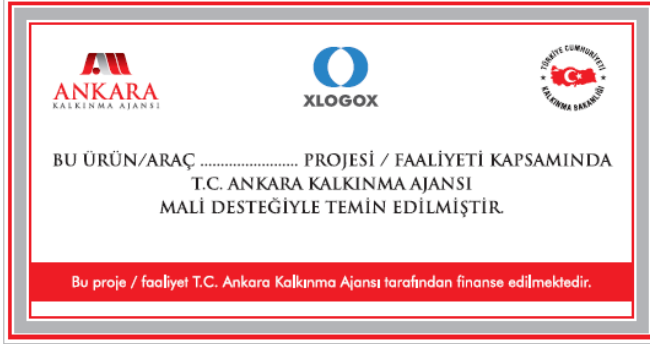 ANKARA
KALKINMA AJANSI
XLOGOX
TÜRKİYE CUMHURİYETİ
KALKINMA BAKANLIĞI
BU ÜRÜN/ARAÇ ........................ PROJESİ / FAALİYETİ KAPSAMINDA
T.C. ANKARA KALKINMA AJANSI
MALİ DESTEĞİYLE TEMİN EDİLMİŞTİR.
Bu proje / faaliyet T.C. Ankara Kalkınma Ajansı tarafından finanse edilmektedir.